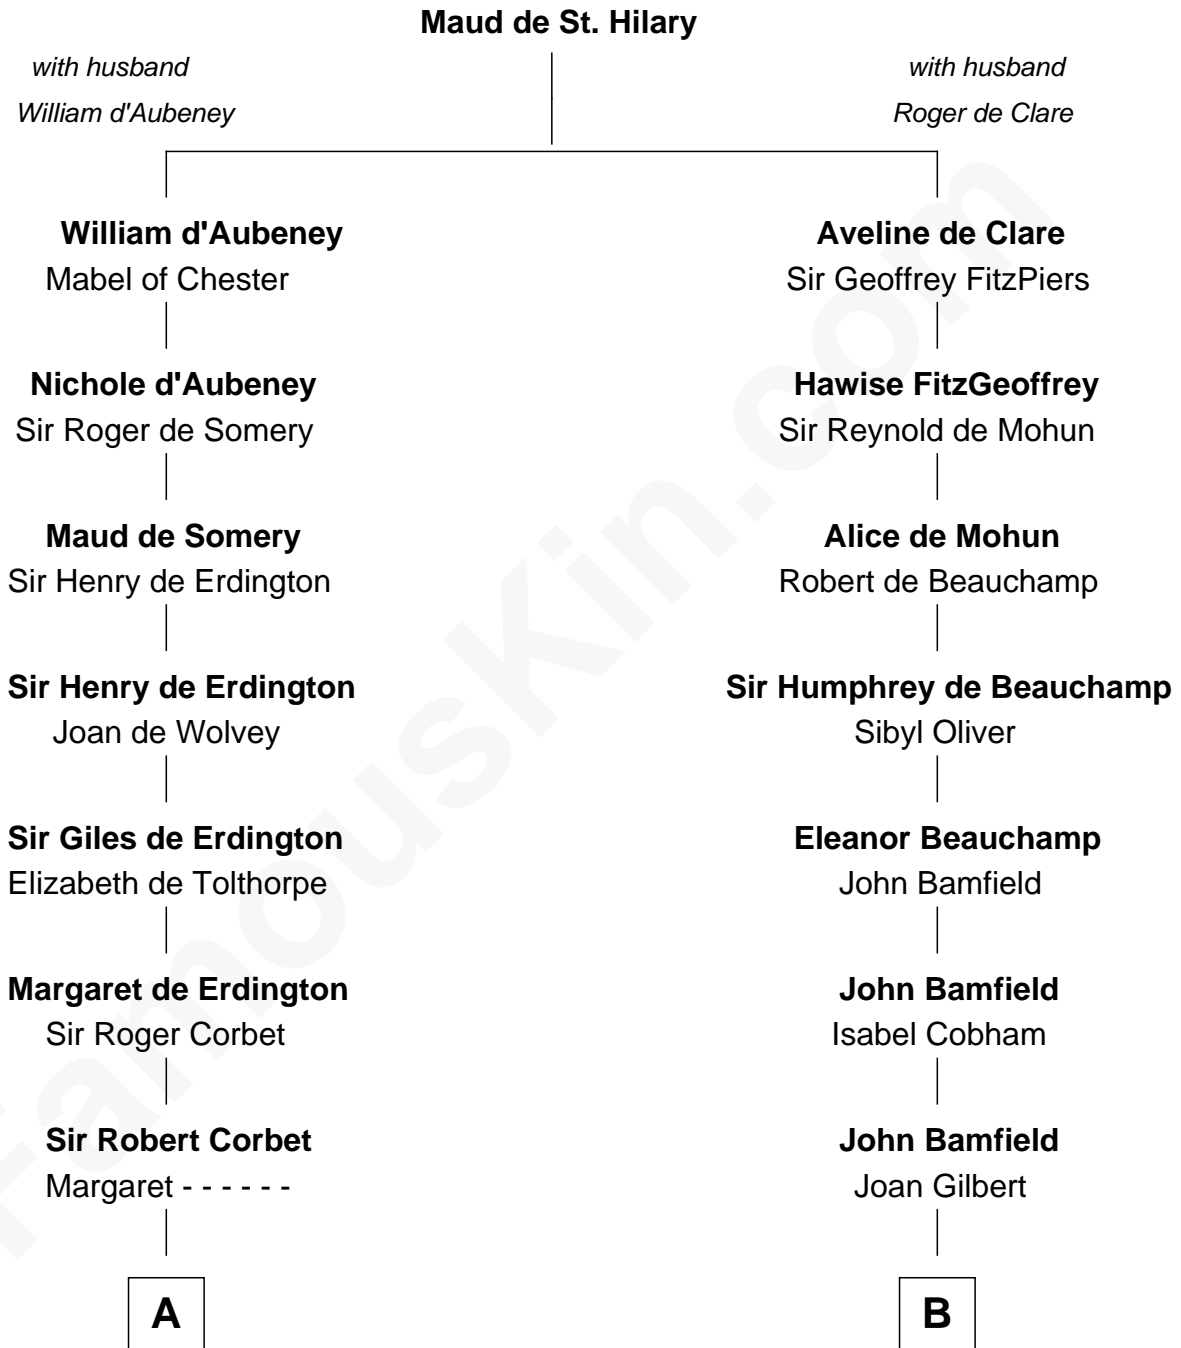 Maud de St. Hilary
with husband
William d'Aubeney
with husband
Roger de Clare
William d'Aubeney
Mabel of Chester
Aveline de Clare
Sir Geoffrey FitzPiers
Nichole d'Aubeney
Sir Roger de Somery
Hawise FitzGeoffrey
Sir Reynold de Mohun
Maud de Somery
Sir Henry de Erdington
Alice de Mohun
Robert de Beauchamp
Sir Henry de Erdington
Joan de Wolvey
Sir Humphrey de Beauchamp
Sibyl Oliver
Sir Giles de Erdington
Elizabeth de Tolthorpe
Eleanor Beauchamp
John Bamfield
Margaret de Erdington
Sir Roger Corbet
John Bamfield
Isabel Cobham
Sir Robert Corbet
Margaret - - - - - -
John Bamfield
Joan Gilbert
A
B
FamousKin.com